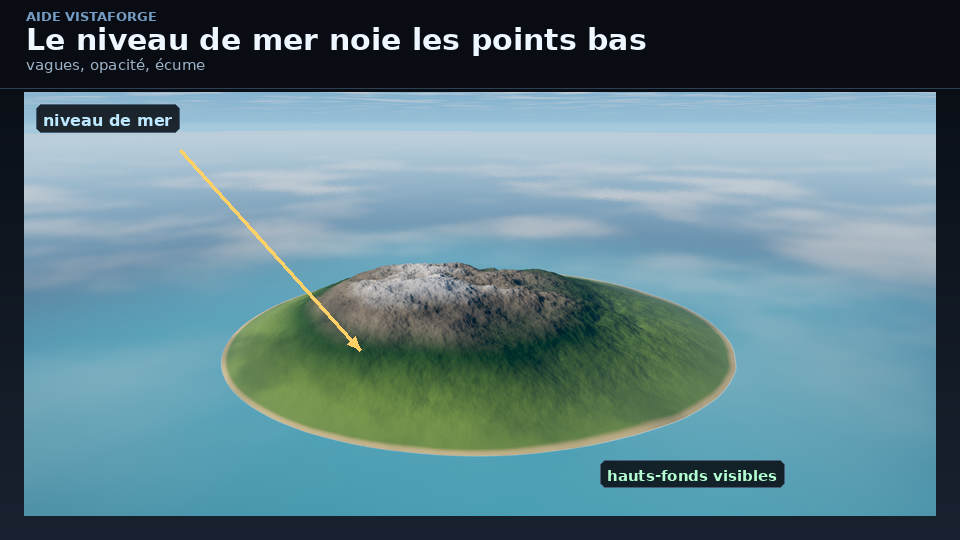 AIDE VISTAFORGE
Le niveau de mer noie les points bas
vagues, opacité, écume
niveau de mer
hauts-fonds visibles